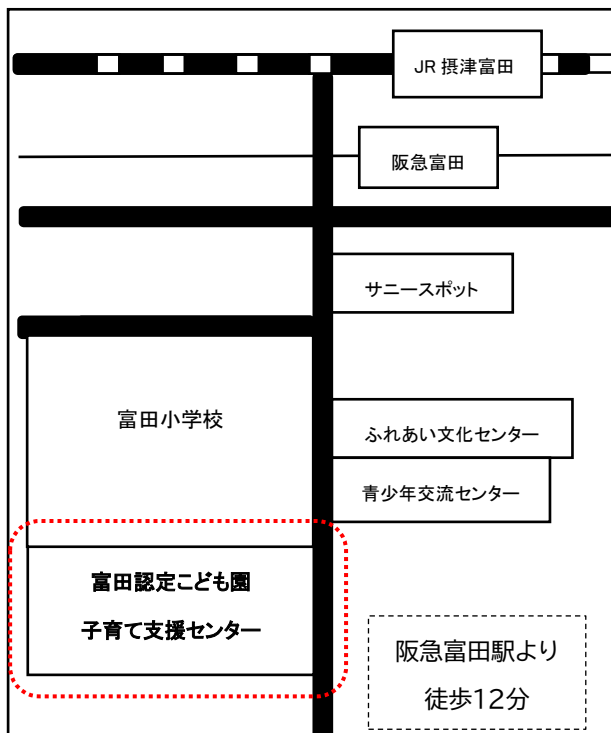 JR 摂津富田
阪急富田
サニースポット
富田小学校
ふれあい文化センター
青少年交流センター
富田認定こども園
子育て支援センター
阪急富田駅より
徒歩12分